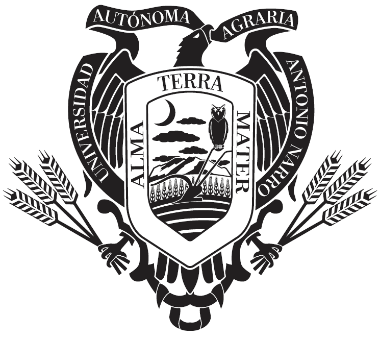 UNIVERSIDAD
AUTÓNOMA
AGRARIA
ANTONIO NARRO
ALMA
TERRA
MATER